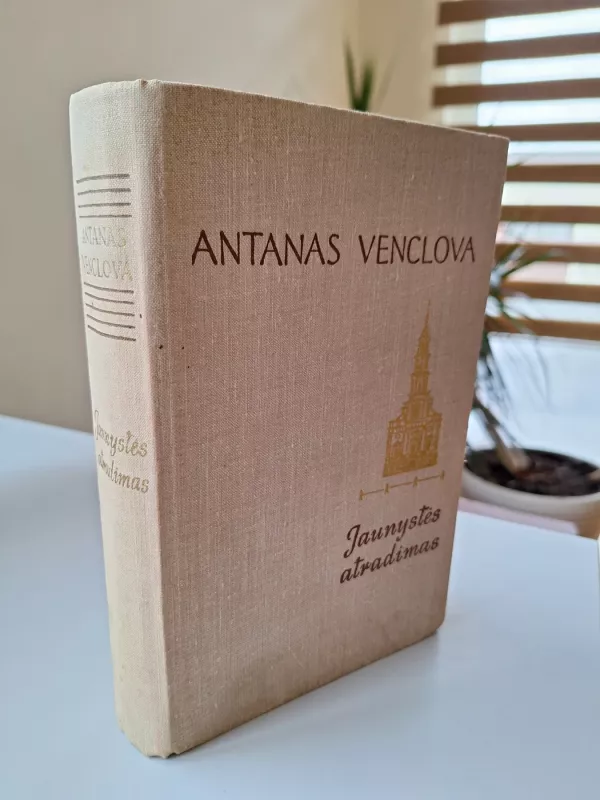 ANTANAS
VENCLOVA
Jaunystės
atradimas
ANTANAS VENCLOVA
Jaunystės
atradimas